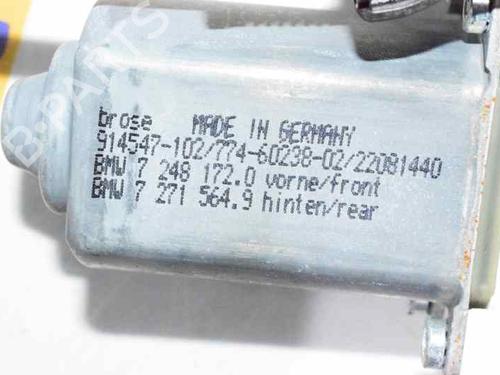 B-PARTS
brose MADE IN GERMANY
914547-102/774-60238-02/22081440
BMW 7 248 172.0 vorne/front
BMW 7 271 564.9 hinten/rear